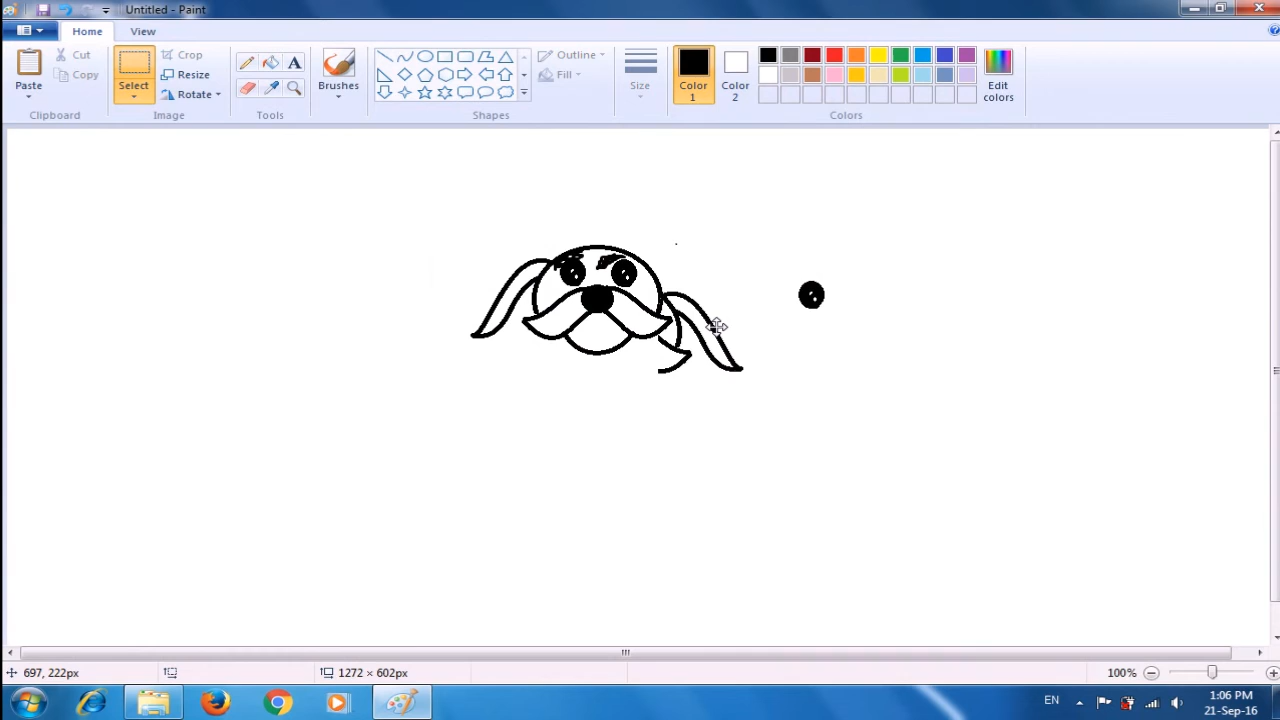 Untitled - Paint
Home View
Paste
Cut
Copy
Clipboard
Select
Crop
Resize
Rotate
Image
A
Tools
Brushes
Outline
Fill
Shapes
Size
Color 1
Color 2
Edit colors
Colors
697, 222px
1272 × 602px
100%
EN
1:06 PM
21-Sep-16